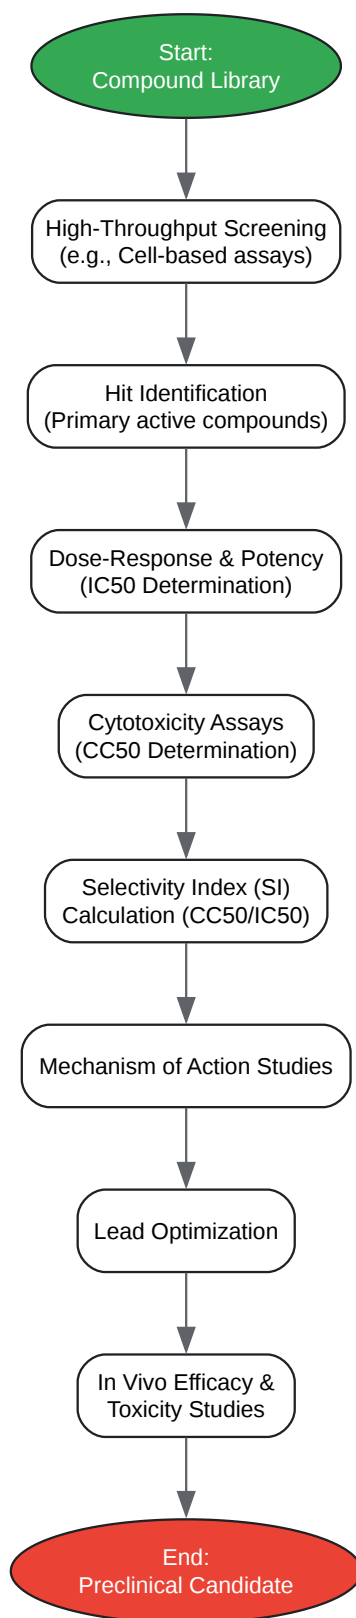 Start:
Compound Library
High-Throughput Screening
(e.g., Cell-based assays)
Hit Identification
(Primary active compounds)
Dose-Response & Potency
(IC50 Determination)
Cytotoxicity Assays
(CC50 Determination)
Selectivity Index (SI)
Calculation (CC50/IC50)
Mechanism of Action Studies
Lead Optimization
In Vivo Efficacy &
Toxicity Studies
End:
Preclinical Candidate